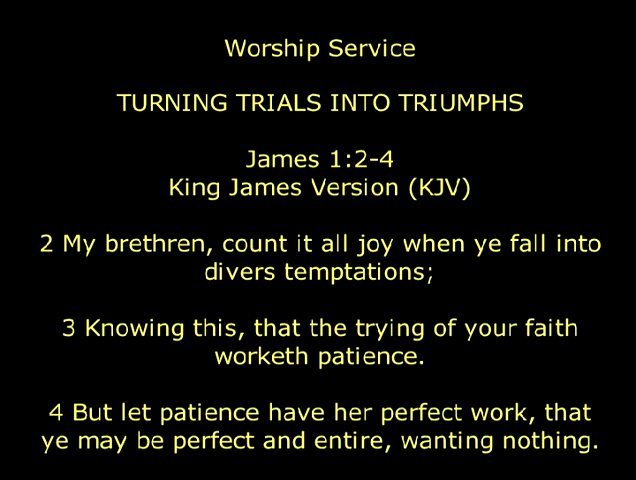 Worship Service
TURNING TRIALS INTO TRIUMPHS
James 1:2-4
King James Version (KJV)
2 My brethren, count it all joy when ye fall into
divers temptations;
3 Knowing this, that the trying of your faith
worketh patience.
4 But let patience have her perfect work, that
ye may be perfect and entire, wanting nothing.